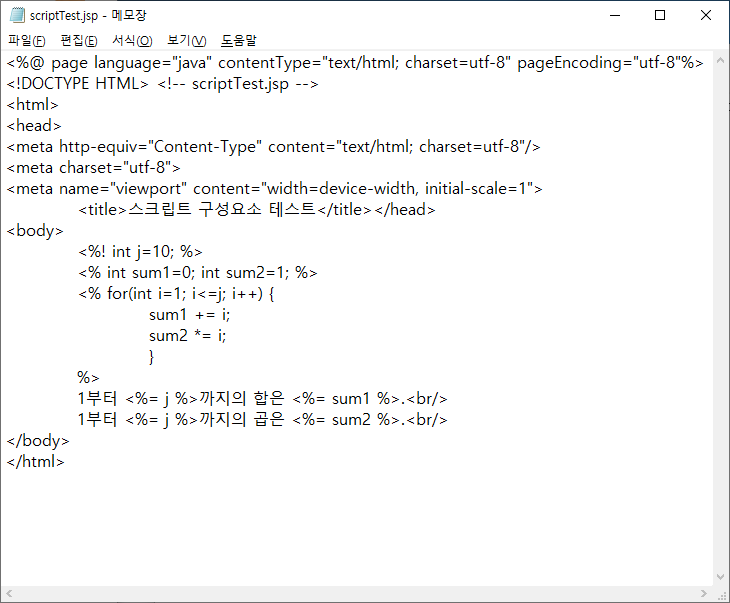 scriptTest.jsp - 메모장
파일(F) 편집(E) 서식(O) 보기(V) 도움말
<%@ page language="java" contentType="text/html; charset=utf-8" pageEncoding="utf-8"%>
<!DOCTYPE HTML> <!-- scriptTest.jsp -->
<html>
<head>
<meta http-equiv="Content-Type" content="text/html; charset=utf-8"/>
<meta charset="utf-8">
<meta name="viewport" content="width=device-width, initial-scale=1">
	<title>스크립트 구성요소 테스트</title></head>
<body>
	<%! int j=10; %>
	<% int sum1=0; int sum2=1; %>
	<% for(int i=1; i<=j; i++) {
		sum1 += i;
		sum2 *= i;
		}
	%>
	1부터 <%= j %>까지의 합은 <%= sum1 %>.<br/>
	1부터 <%= j %>까지의 곱은 <%= sum2 %>.<br/>
</body>
</html>